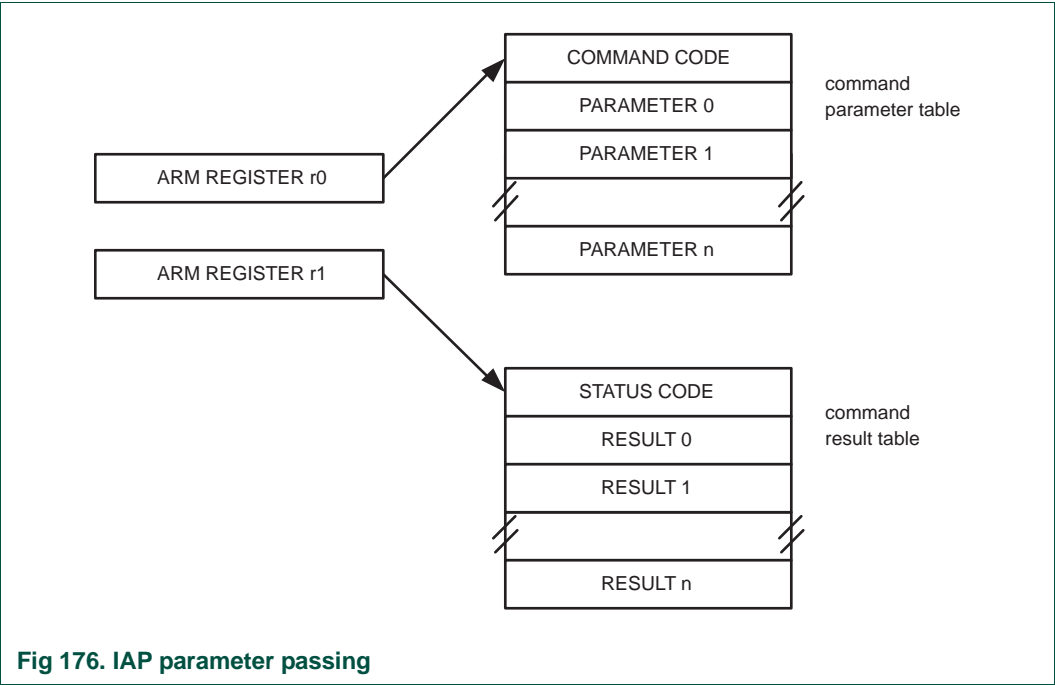 COMMAND CODE
PARAMETER 0
PARAMETER 1
PARAMETER n
command
parameter table
ARM REGISTER r0
ARM REGISTER r1
STATUS CODE
RESULT 0
RESULT 1
RESULT n
command
result table
Fig 176. IAP parameter passing